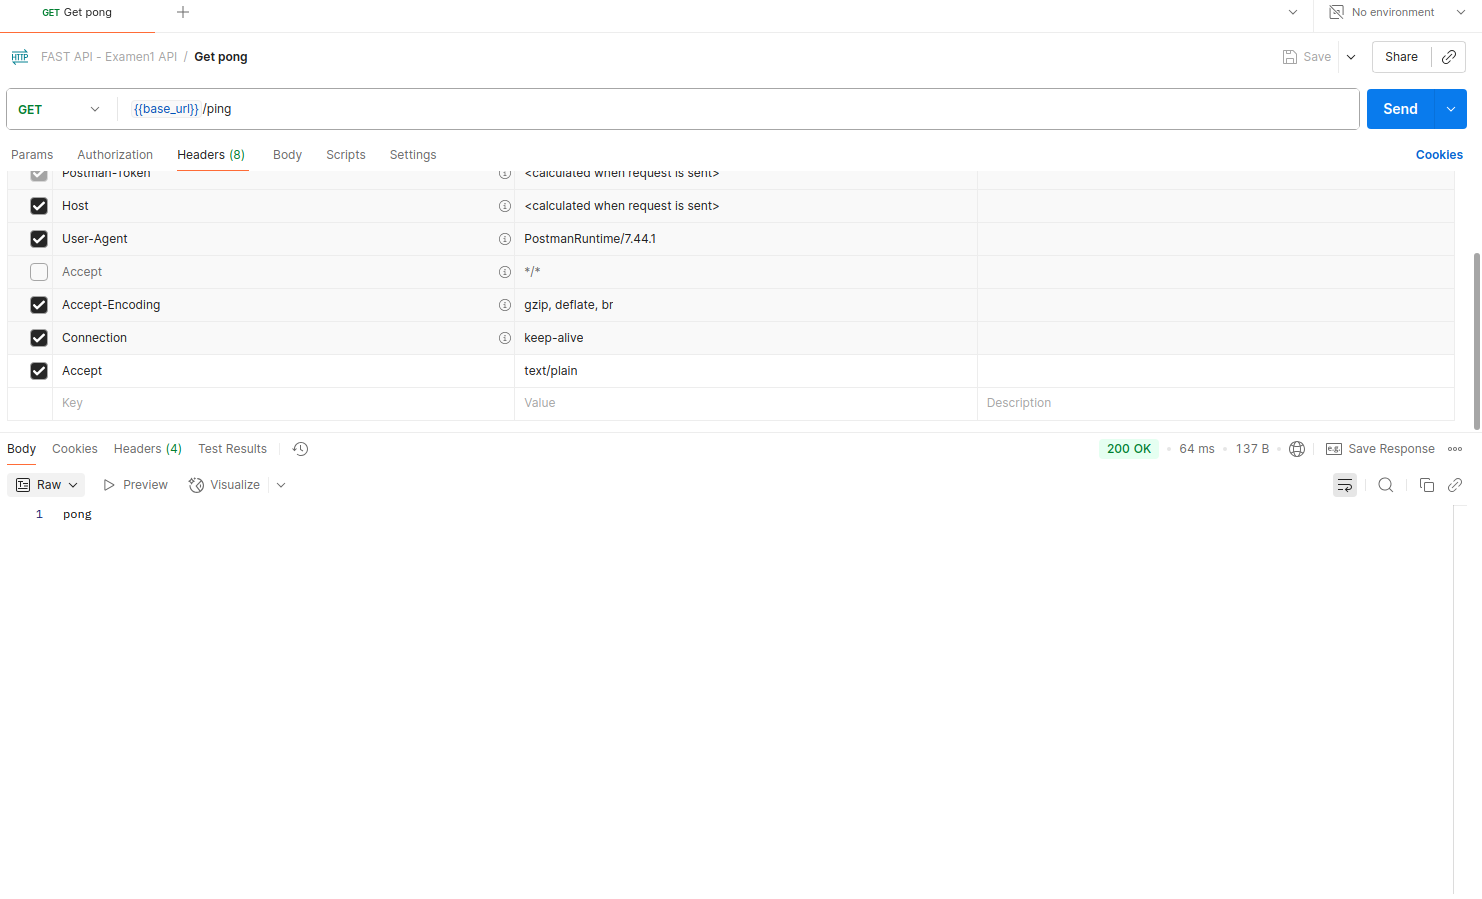 GET Get pong
No environment
HTTP FAST API - Examen1 API / Get pong
Save
Share
GET
{{base_url}} /ping
Send
Params Authorization Headers (8) Body Scripts Settings
Cookies
Postman-Token <calculated when request is sent>
Host <calculated when request is sent>
User-Agent PostmanRuntime/7.44.1
Accept */*
Accept-Encoding gzip, deflate, br
Connection keep-alive
Accept text/plain
Key Value Description
Body Cookies Headers (4) Test Results
200 OK • 64 ms • 137 B • e.g. Save Response
Raw Preview Visualize
1 pong